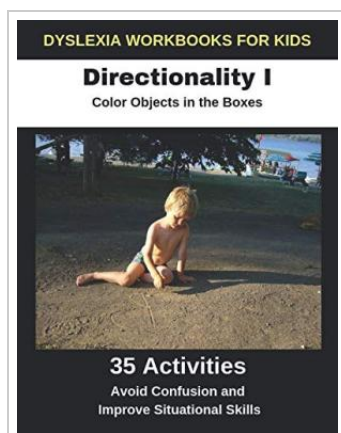 DYSLEXIA WORKBOOKS FOR KIDS
Directionality I
Color Objects in the Boxes
35 Activities
Avoid Confusion and
Improve Situational Skills